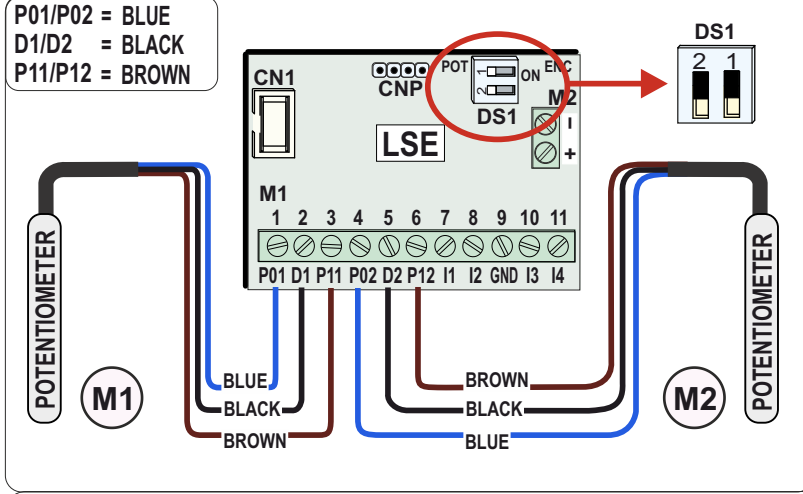 P01/P02 = BLUE
D1/D2 = BLACK
P11/P12 = BROWN
DS1
2 1
POT
ENC
1
ON
2
CN1
CNP
DS1
M2
-
+
LSE
M1
1 2 3 4 5 6 7 8 9 10 11
P01 D1 P11 P02 D2 P12 I1 I2 GND I3 I4
POTENTIOMETER
POTENTIOMETER
M1
M2
BLUE
BLACK
BROWN
BROWN
BLACK
BLUE